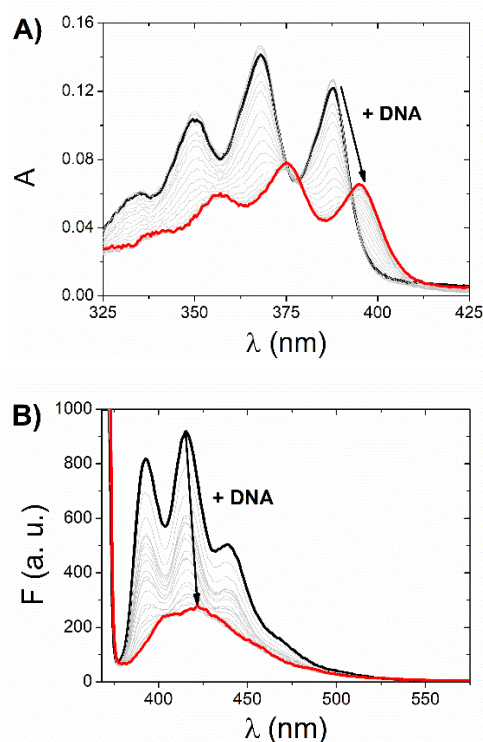 A)
0.16
0.12
0.08
0.04
0.00
A
+ DNA
325 350 375 400 425
λ (nm)
B)
1000
800
600
400
200
0
F (a. u.)
+ DNA
400 450 500 550
λ (nm)